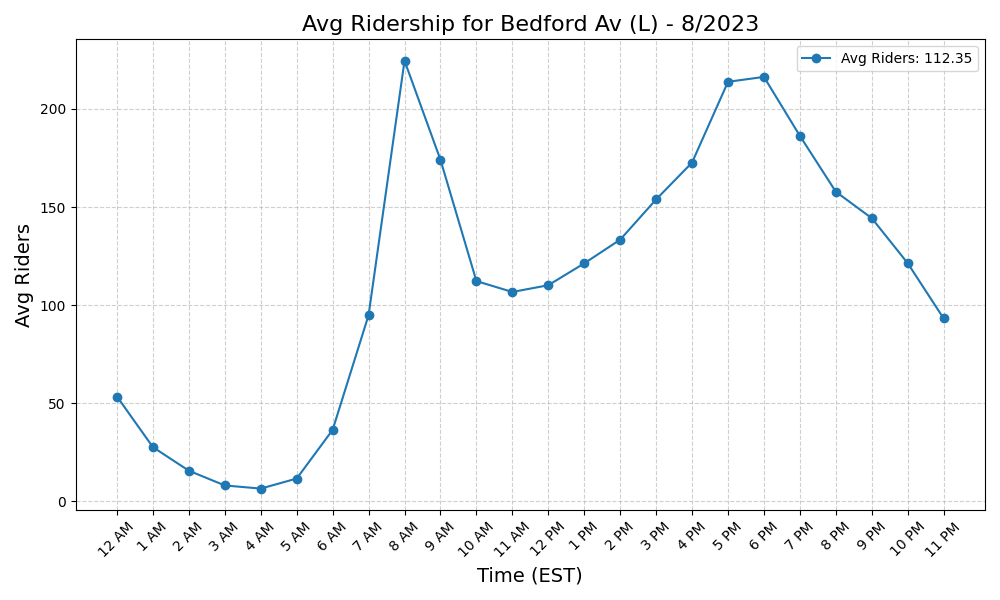 Avg Ridership for Bedford Av (L) - 8/2023
Avg Riders: 112.35
Avg Riders
200
150
100
50
0
12 AM
1 AM
2 AM
3 AM
4 AM
5 AM
6 AM
7 AM
8 AM
9 AM
10 AM
11 AM
12 PM
1 PM
2 PM
3 PM
4 PM
5 PM
6 PM
7 PM
8 PM
9 PM
10 PM
11 PM
Time (EST)